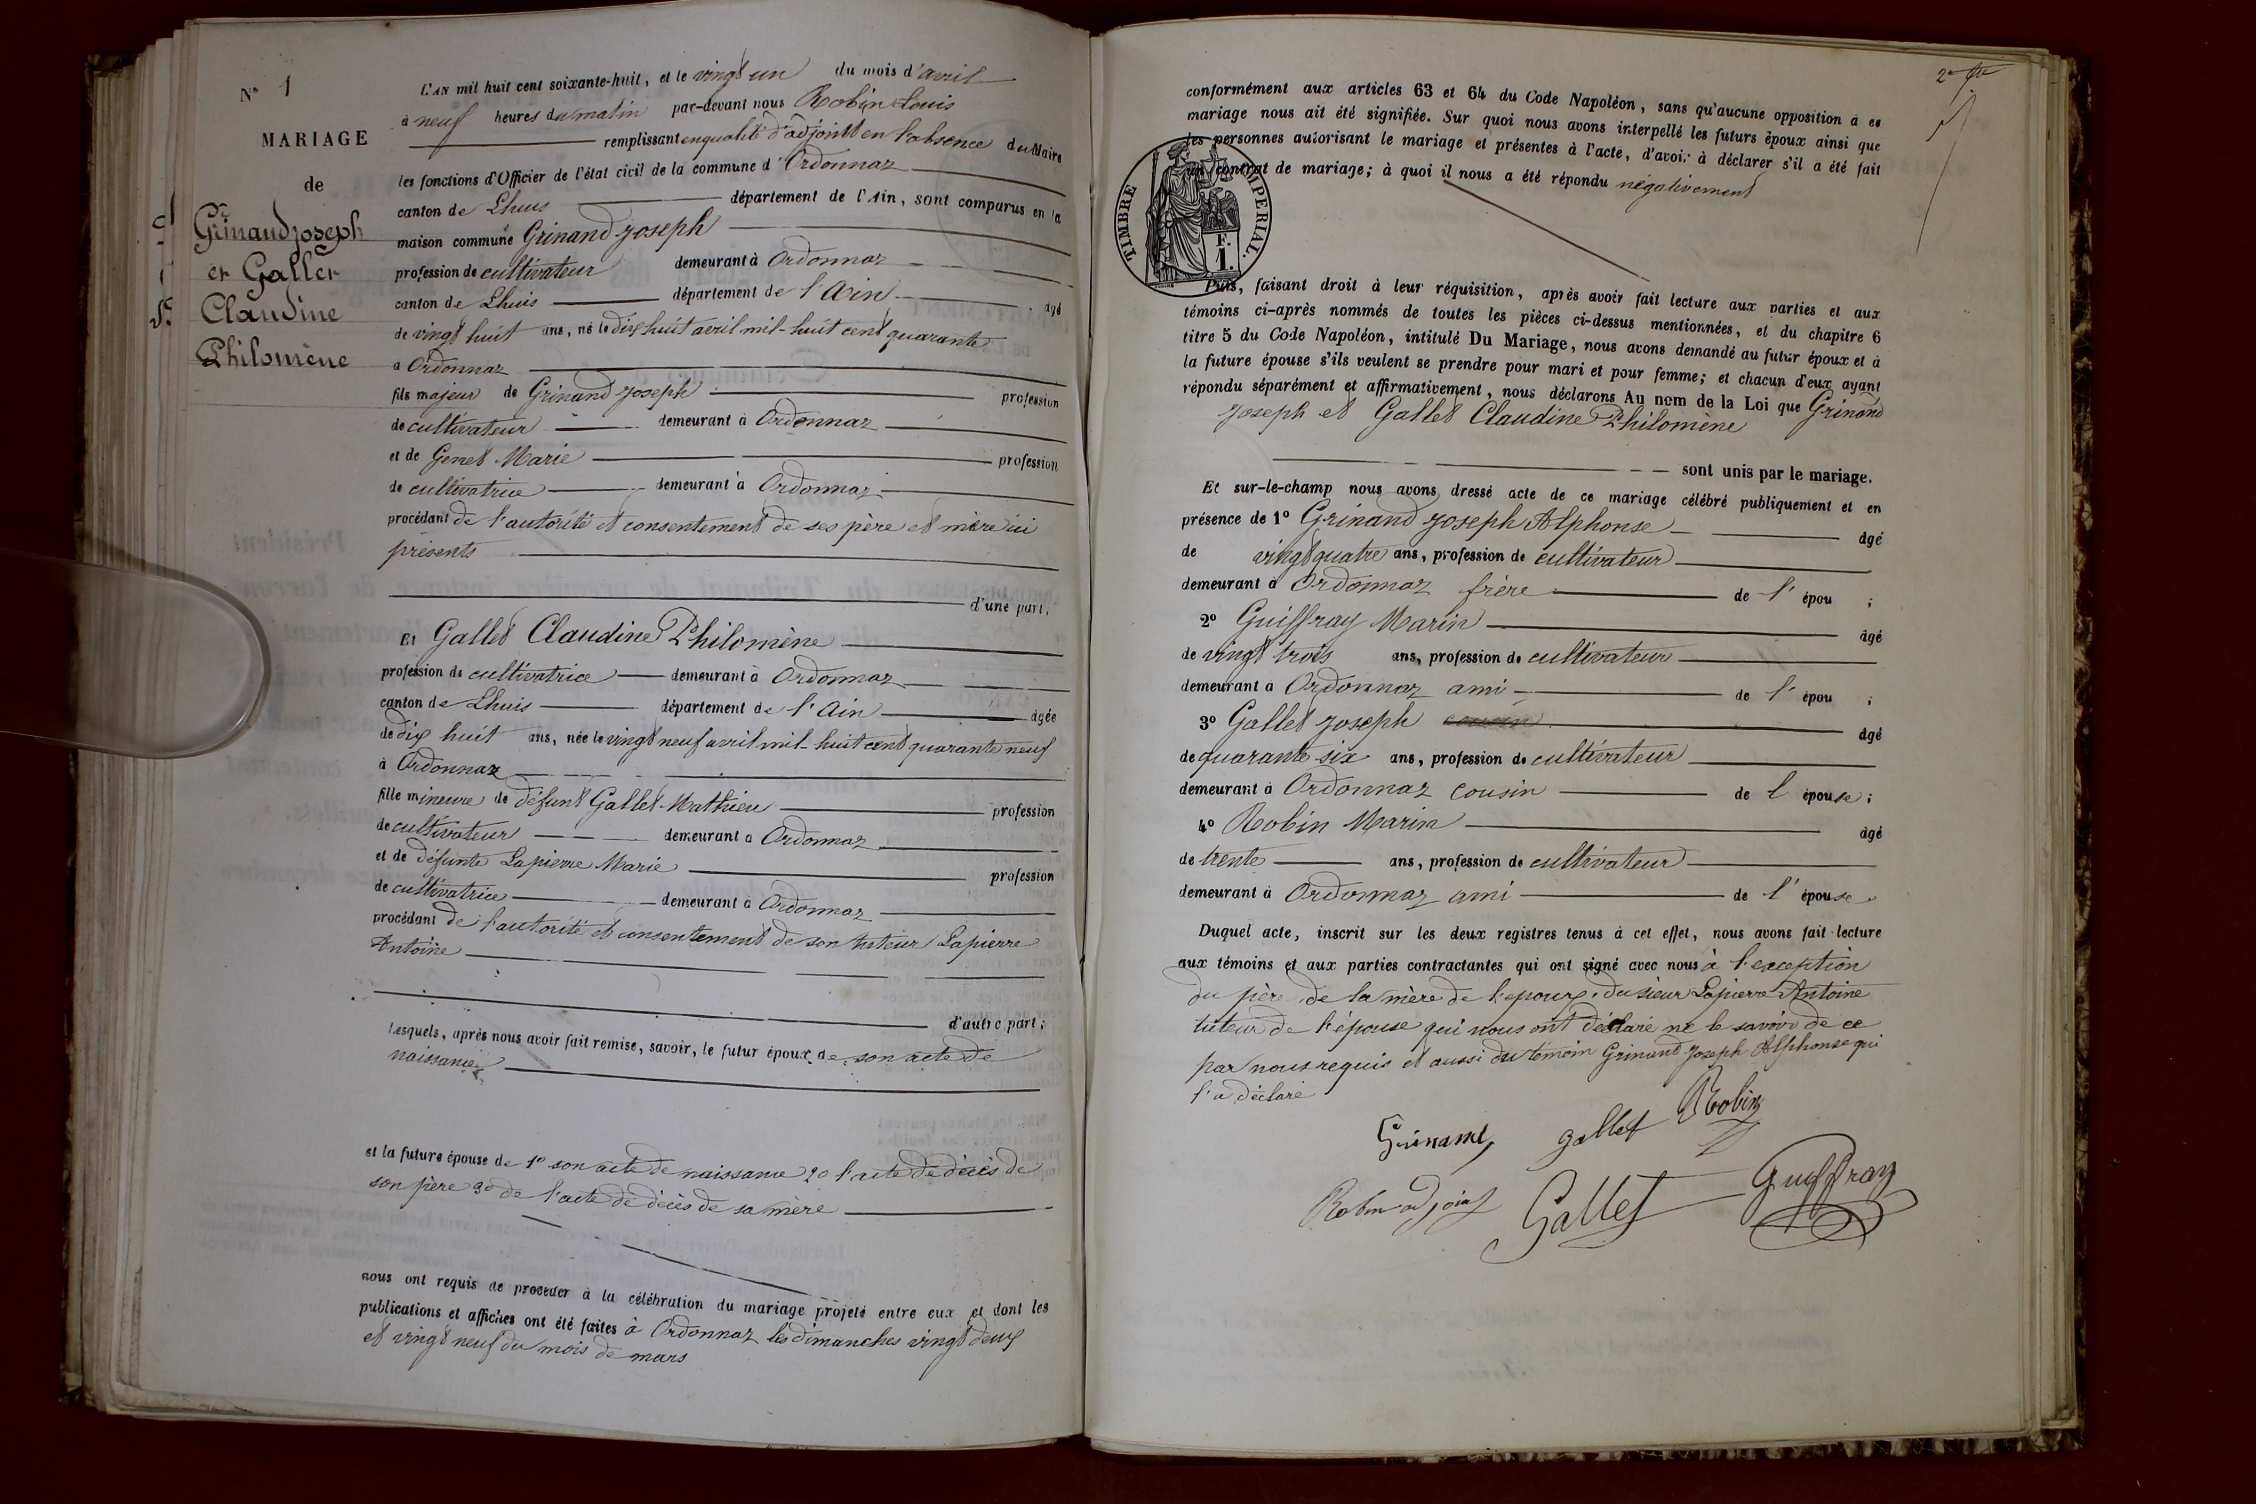 N° 1
MARIAGE
de
Grinand joseph
et Gallet
Claudine
Philomène
L'AN mil huit cent soixante-huit, et le vingt un du mois d'avril
à neuf heures du matin par-devant nous Robin Louis
remplissant en qualité d'adjoint en l'absence du Maire
les fonctions d'Officier de l'état civil de la commune d'Ordonnaz
canton de Lhuis département de l'Ain, sont comparus en la
maison commune Grinand joseph
profession de cultivateur demeurant à Ordonnaz
canton de Lhuis département de l'Ain âgé
de vingt huit ans, né le dix huit avril mil-huit cent quarante
à Ordonnaz
fils majeur de Grinand joseph profession
de cultivateur demeurant à Ordonnaz
et de Genet Marie profession
de cultivatrice demeurant à Ordonnaz
procédant de l'autorité et consentement de ses père et mère ici
présents
d'une part,
Et Gallet Claudine Philomène
profession de cultivatrice demeurant à Ordonnaz
canton de Lhuis département de l'Ain âgée
de dix huit ans, née le vingt neuf avril mil-huit cent quarante neuf
à Ordonnaz
fille mineure de défunt Gallet Mathieu profession
de cultivateur demeurant à Ordonnaz
et de défunte Lapierre Marie profession
de cultivatrice demeurant à Ordonnaz
procédant de l'autorité et consentement de son tuteur Lapierre
Antoine
d'autre part;
Lesquels, après nous avoir fait remise, savoir, le futur époux de son acte de
naissance
et la future épouse de 1° son acte de naissance 2° l'acte de décès de
son père 3° de l'acte de décès de sa mère
nous ont requis de procéder à la célébration du mariage projeté entre eux et dont les
publications et affiches ont été faites à Ordonnaz les dimanches vingt deux
et vingt neuf du mois de mars
conformément aux articles 63 et 64 du Code Napoléon, sans qu'aucune opposition à ce
mariage nous ait été signifiée. Sur quoi nous avons interpellé les futurs époux ainsi que
les personnes autorisant le mariage et présentes à l'acte, d'avoir à déclarer s'il a été fait
un contrat de mariage; à quoi il nous a été répondu négativement
TIMBRE IMPÉRIAL.
F.
1.
Puis, faisant droit à leur réquisition, après avoir fait lecture aux parties et aux
témoins ci-après nommés de toutes les pièces ci-dessus mentionnées, et du chapitre 6
titre 5 du Code Napoléon, intitulé Du Mariage, nous avons demandé au futur époux et à
la future épouse s'ils veulent se prendre pour mari et pour femme; et chacun d'eux ayant
répondu séparément et affirmativement, nous déclarons Au nom de la Loi que Grinand
joseph et Gallet Claudine Philomène
sont unis par le mariage.
Et sur-le-champ nous avons dressé acte de ce mariage célébré publiquement et en
présence de 1° Grinand joseph Alphonse âgé
de vingt quatre ans, profession de cultivateur
demeurant à Ordonnaz frère de l'épou ;
2° Guiffray Marin âgé
de vingt trois ans, profession de cultivateur
demeurant à Ordonnaz ami de l'épou ;
3° Gallet joseph cousin âgé
de quarante six ans, profession de cultivateur
demeurant à Ordonnaz cousin de l épouse;
4° Robin Marin âgé
de trente ans, profession de cultivateur
demeurant à Ordonnaz ami de l'épouse.
Duquel acte, inscrit sur les deux registres tenus à cet effet, nous avons fait lecture
aux témoins et aux parties contractantes qui ont signé avec nous à l'exception
du père de la mère de l'epoux. du sieur Lapierre Antoine
tuteur de l'épouse qui nous ont déclaré ne le savoir de ce
par nous requis et aussi du témoin Grinand Joseph Alphonse qui
l'a déclaré
Grinand gallet Robin
Robin adjoint Gallet Guiffray